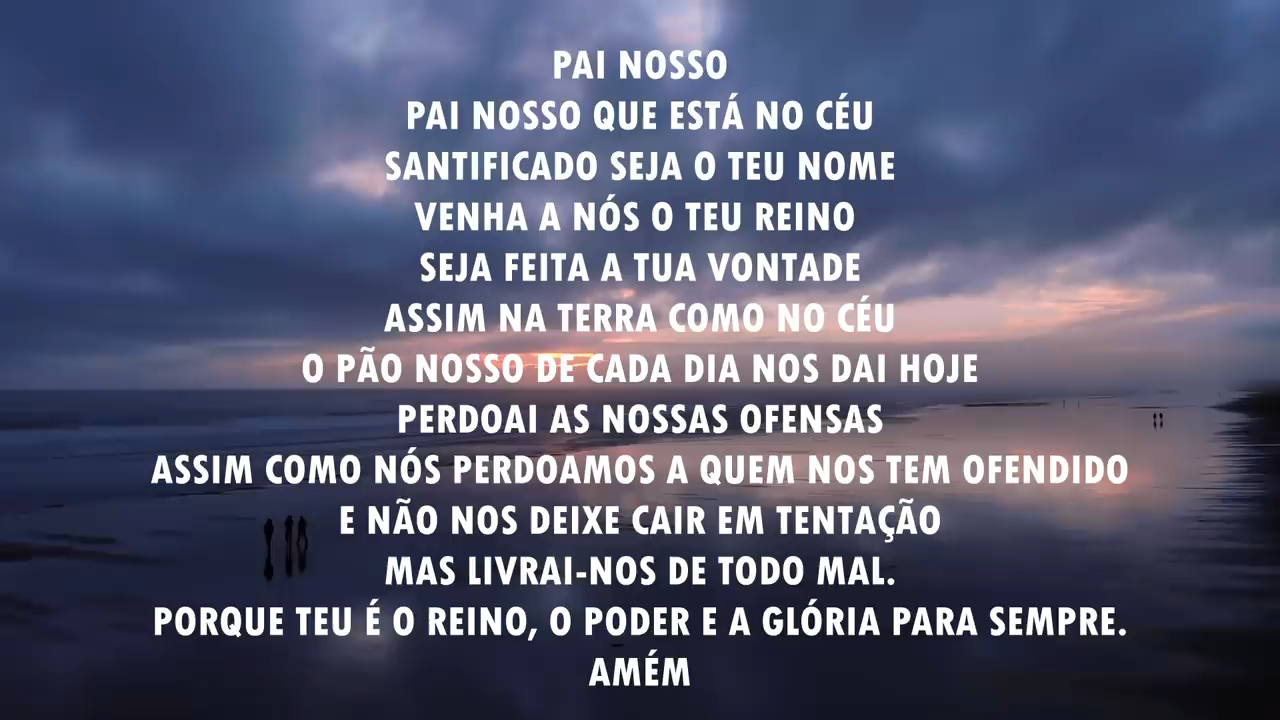 PAI NOSSO
PAI NOSSO QUE ESTÁ NO CÉU
SANTIFICADO SEJA O TEU NOME
VENHA A NÓS O TEU REINO
SEJA FEITA A TUA VONTADE
ASSIM NA TERRA COMO NO CÉU
O PÃO NOSSO DE CADA DIA NOS DAI HOJE
PERDOAI AS NOSSAS OFENSAS
ASSIM COMO NÓS PERDOAMOS A QUEM NOS TEM OFENDIDO
E NÃO NOS DEIXE CAIR EM TENTAÇÃO
MAS LIVRAI-NOS DE TODO MAL.
PORQUE TEU É O REINO, O PODER E A GLÓRIA PARA SEMPRE.
AMÉM